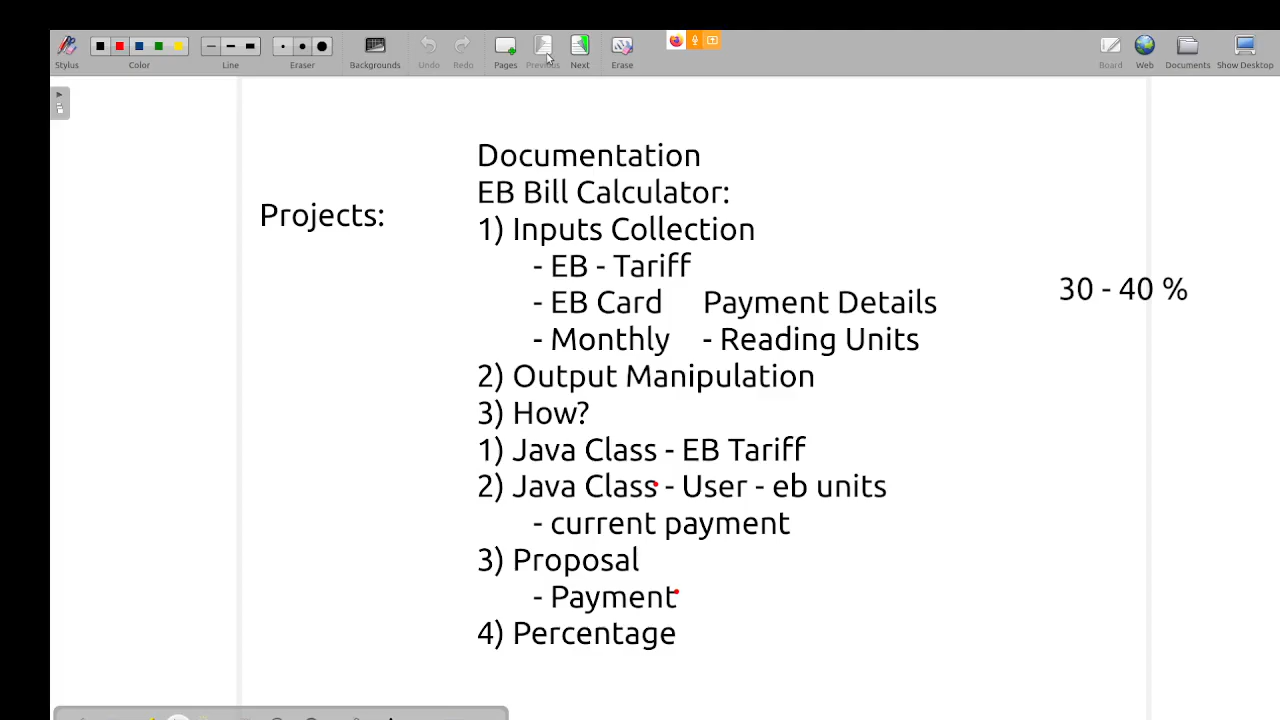 Stylus
Color
Line
Eraser
Backgrounds
Undo
Redo
Pages
Previous
Next
Erase
Board
Web
Documents
Show Desktop
Projects:
Documentation
EB Bill Calculator:
1) Inputs Collection
- EB - Tariff
- EB Card Payment Details
- Monthly - Reading Units
2) Output Manipulation
3) How?
1) Java Class - EB Tariff
2) Java Class - User - eb units
- current payment
3) Proposal
- Payment
4) Percentage
30 - 40 %